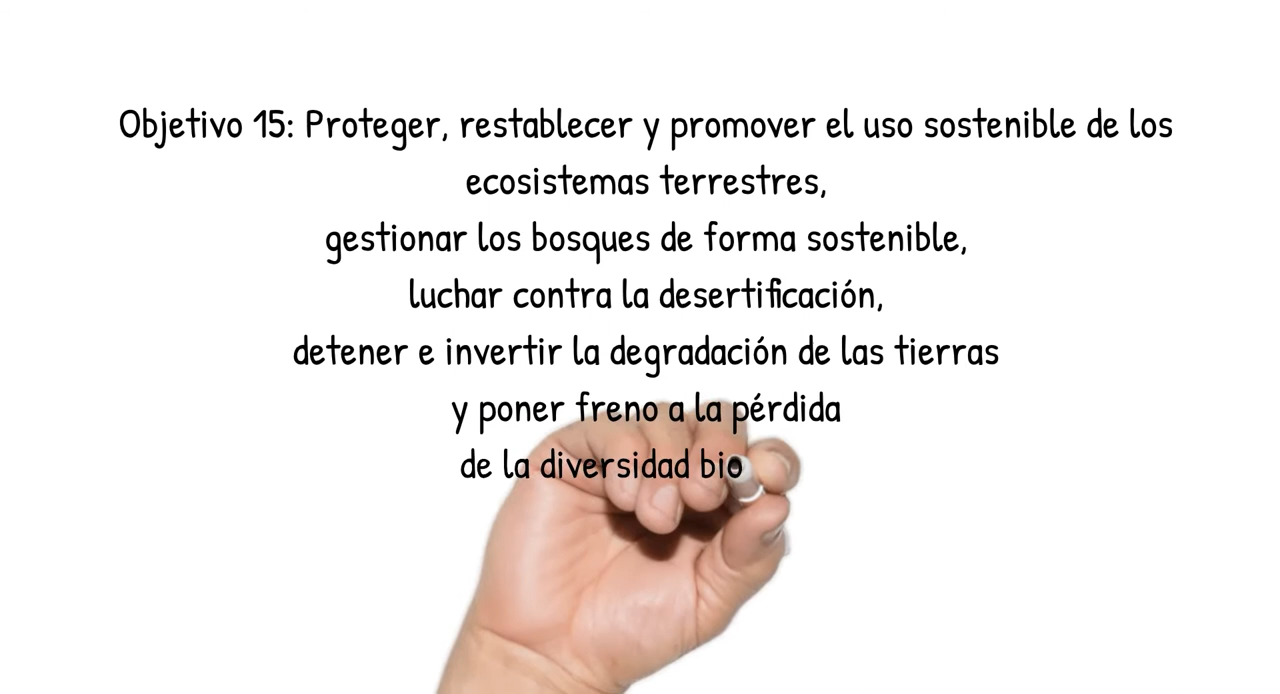 Objetivo 15: Proteger, restablecer y promover el uso sostenible de los
ecosistemas terrestres,
gestionar los bosques de forma sostenible,
luchar contra la desertificación,
detener e invertir la degradación de las tierras
y poner freno a la pérdida
de la diversidad bio